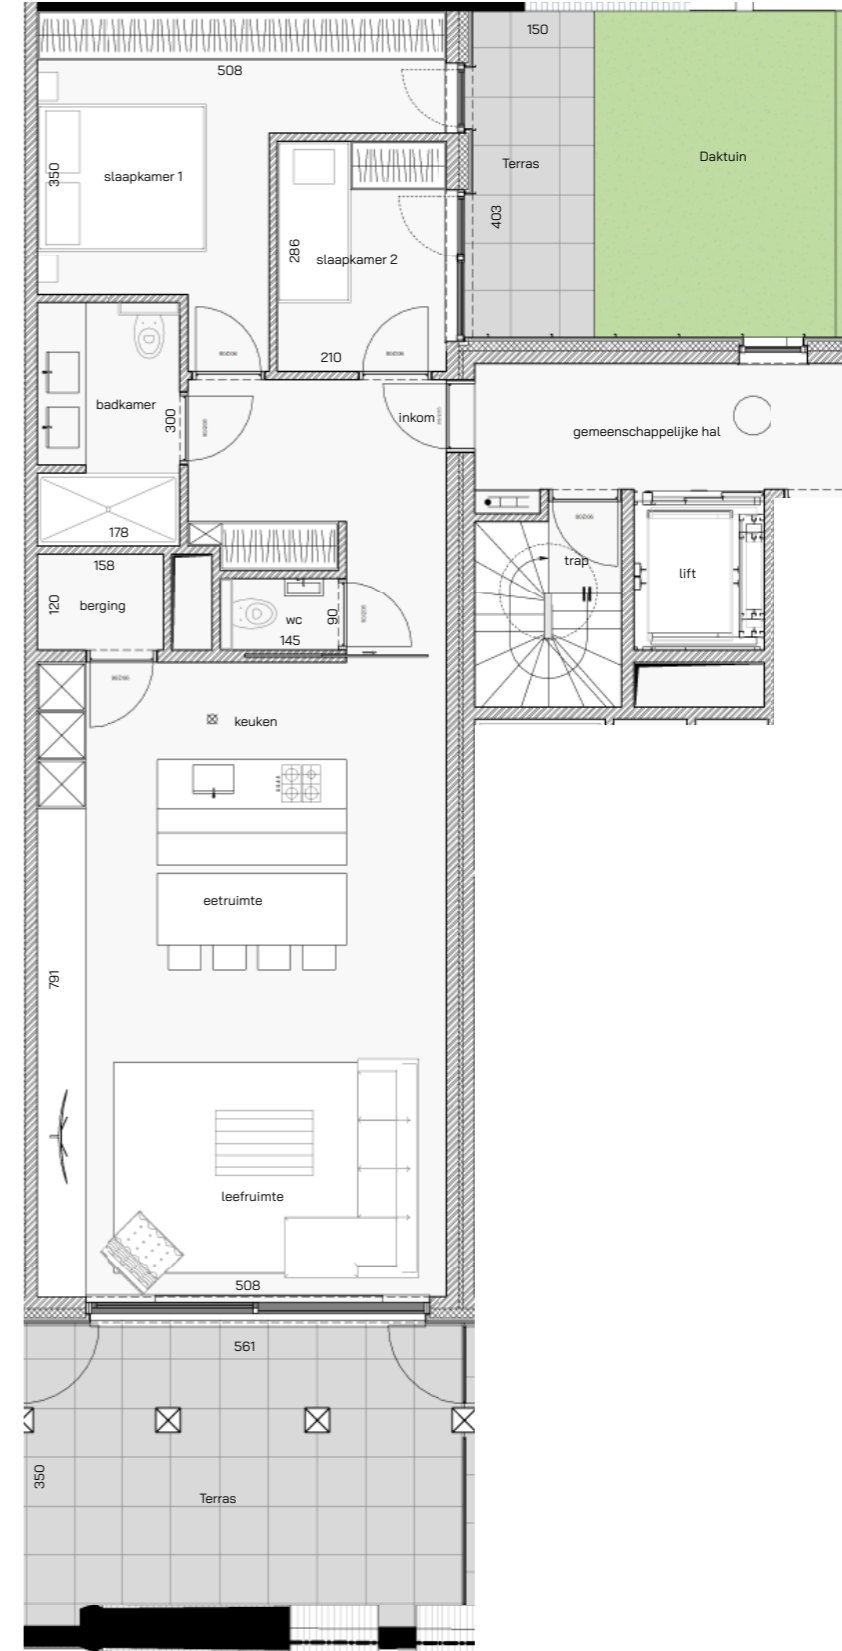 150
508
Terras
Daktuin
350
slaapkamer 1
403
286
slaapkamer 2
210
badkamer
300
inkom
gemeenschappelijke hal
178
trap
lift
158
120
berging
wc
90
145
keuken
eetruimte
791
leefruimte
508
561
350
Terras